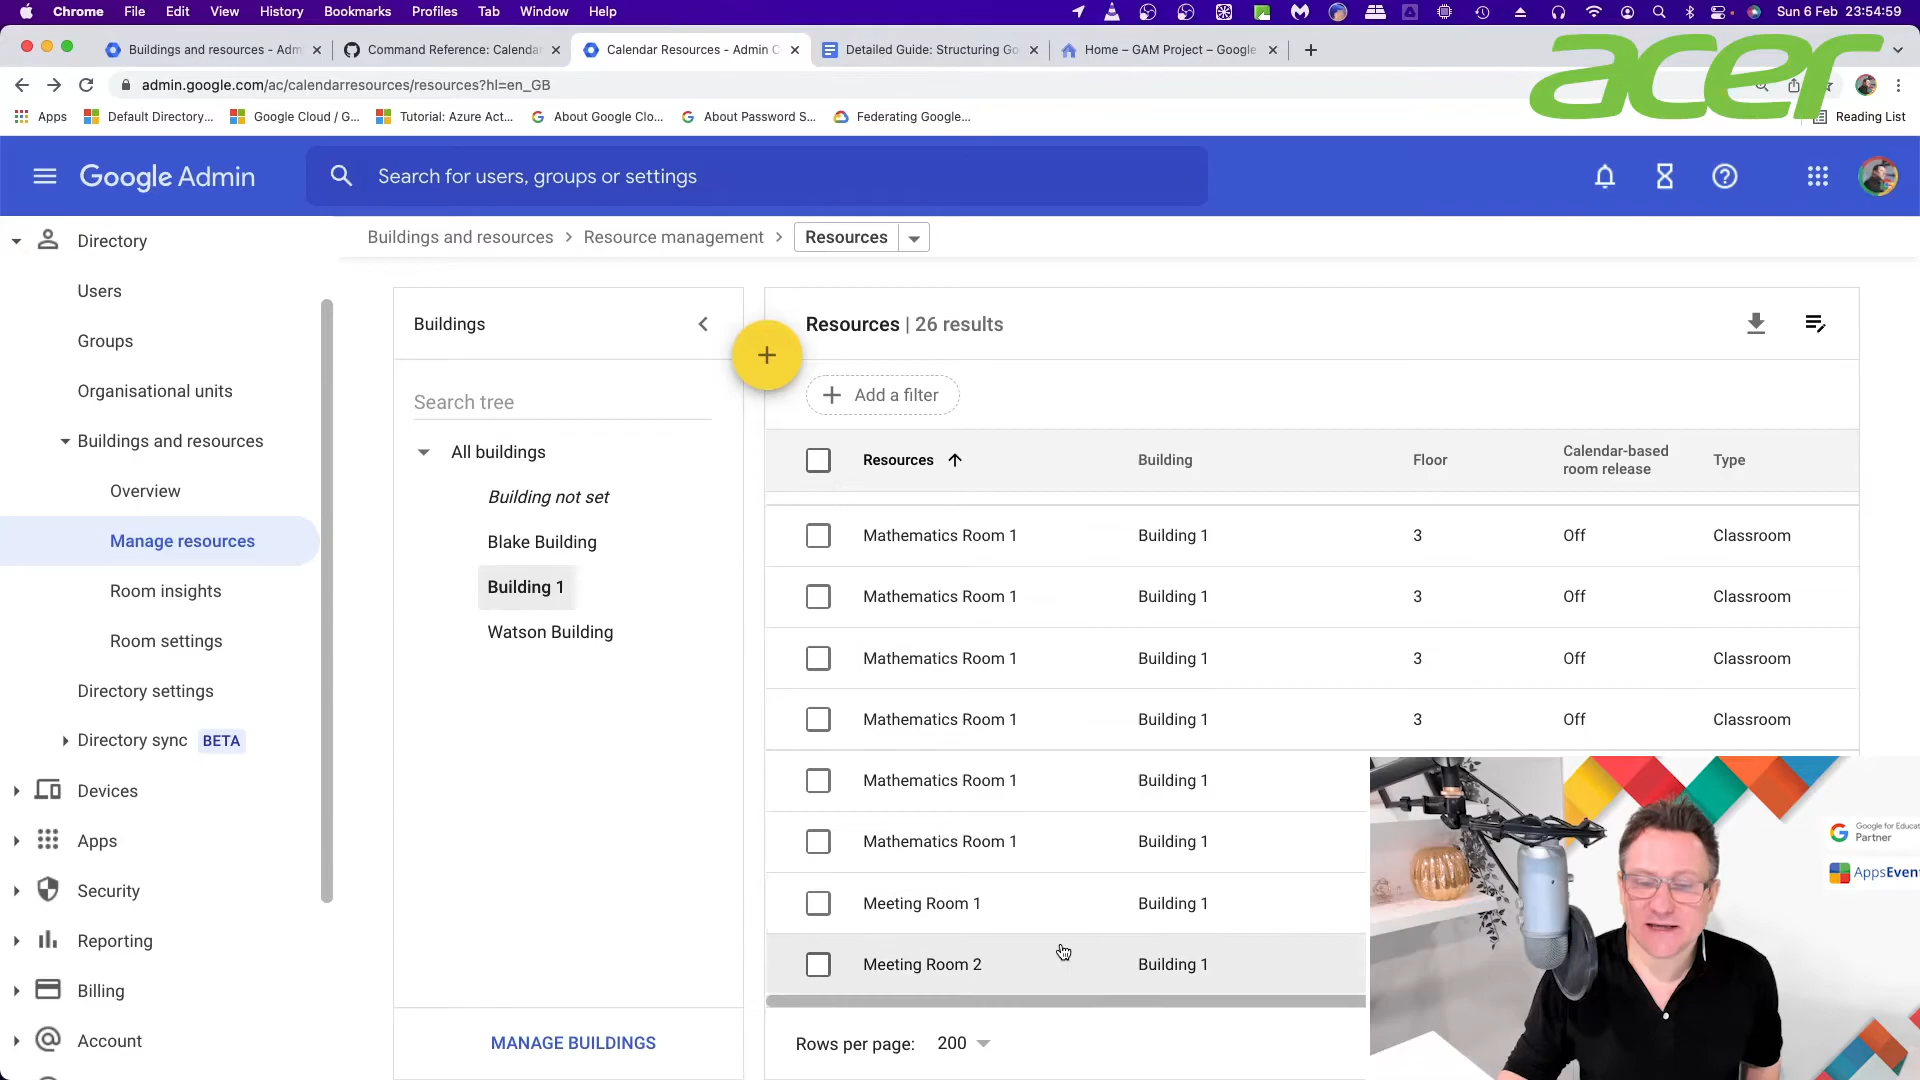 Chrome File Edit View History Bookmarks Profiles Tab Window Help Sun 6 Feb 23:54:59
Buildings and resources - Adm Command Reference: Calenda Calendar Resources - Admin C Detailed Guide: Structuring Go Home – GAM Project – Google
admin.google.com/ac/calendarresources/resources?hl=en_GB
acer
Apps Default Directory... Google Cloud / G... Tutorial: Azure Act... About Google Clo... About Password S... Federating Google... Reading List
Google Admin Search for users, groups or settings
Buildings and resources > Resource management > Resources
Directory
Users
Groups
Organisational units
Buildings and resources
Overview
Manage resources
Room insights
Room settings
Directory settings
Directory sync BETA
Devices
Apps
Security
Reporting
Billing
Account
Buildings
Search tree
All buildings
Building not set
Blake Building
Building 1
Watson Building
MANAGE BUILDINGS
Resources | 26 results
Add a filter
Resources Building Floor Calendar-based room release Type
Mathematics Room 1 Building 1 3 Off Classroom
Mathematics Room 1 Building 1 3 Off Classroom
Mathematics Room 1 Building 1 3 Off Classroom
Mathematics Room 1 Building 1 3 Off Classroom
Mathematics Room 1 Building 1
Mathematics Room 1 Building 1
Meeting Room 1 Building 1
Meeting Room 2 Building 1
Rows per page: 200
Google for Educat
Partner
AppsEvent